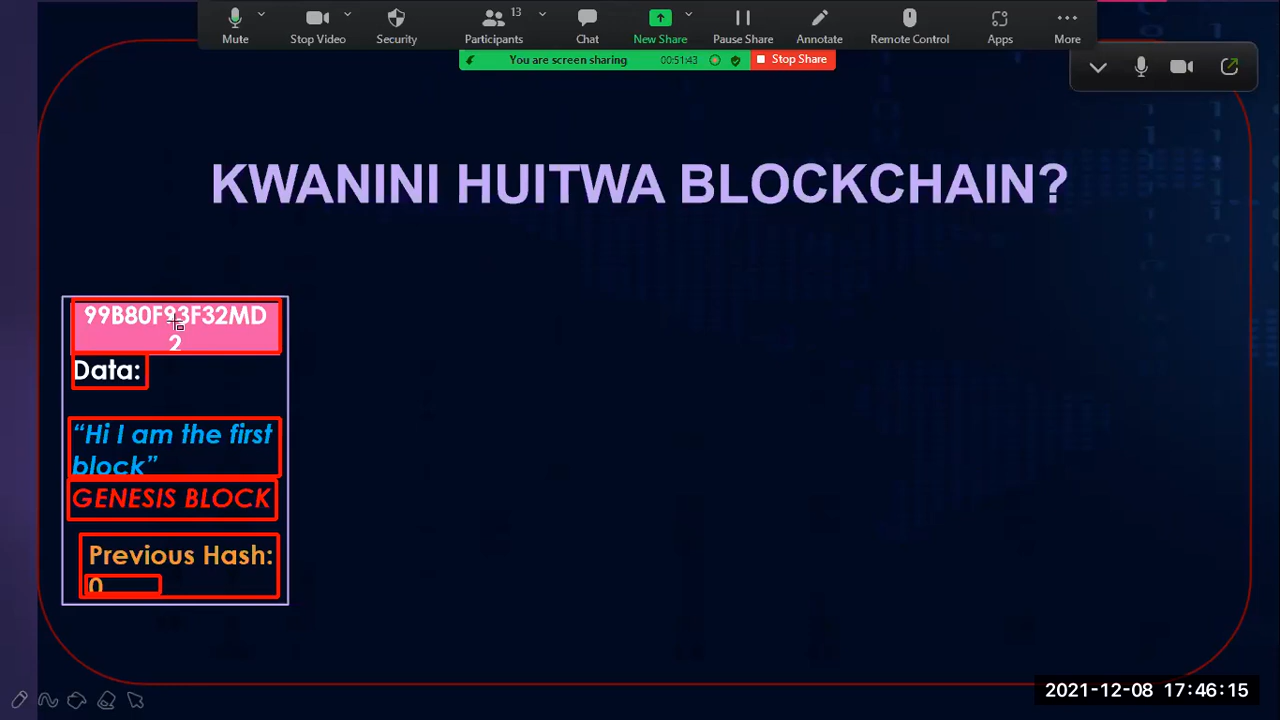 Mute
Stop Video
Security
Participants
13
Chat
New Share
Pause Share
Annotate
Remote Control
Apps
More
You are screen sharing
00:51:43
Stop Share
KWANINI HUITWA BLOCKCHAIN?
99B80F93F32MD
2
Data:
“Hi I am the first
block”
GENESIS BLOCK
Previous Hash:
0
2021-12-08 17:46:15